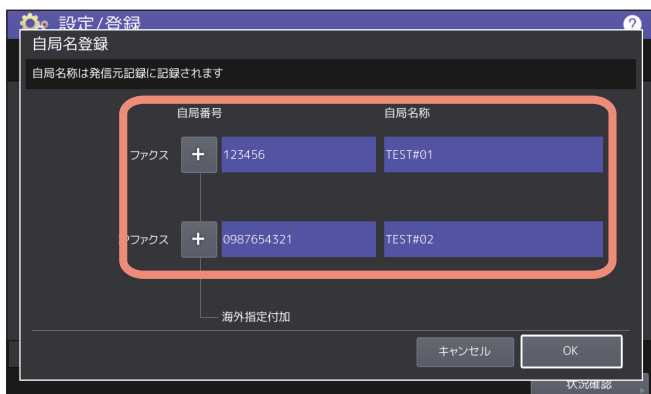 設定/登録 ?
自局名登録
自局名称は発信元記録に記録されます
自局番号 自局名称
ファクス + 123456 TEST#01
IPファクス + 0987654321 TEST#02
海外指定付加
キャンセル OK
状況確認